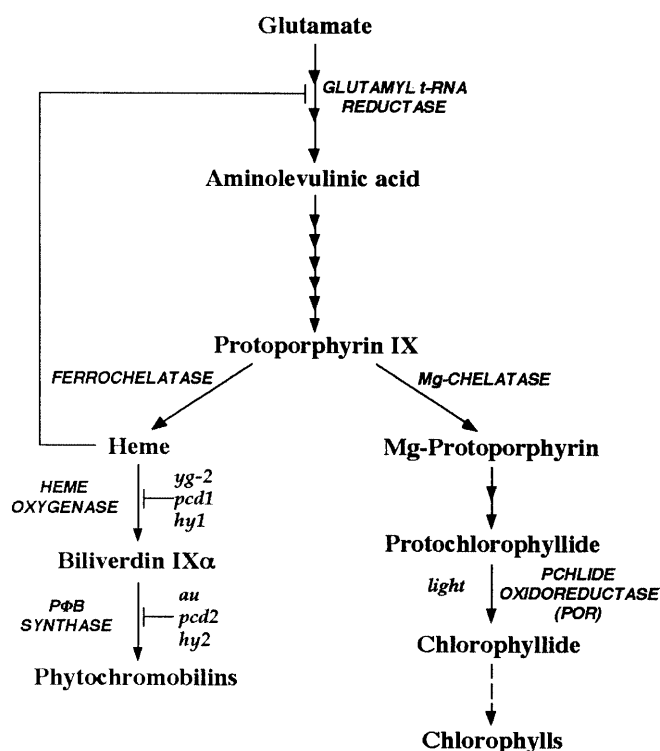 Glutamate
GLUTAMYL t-RNA
REDUCTASE
Aminolevulinic acid
Protoporphyrin IX
FERROCHELATASE
Mg-CHELATASE
Heme
Mg-Protoporphyrin
HEME
OXYGENASE
yg-2
pcd1
hy1
Biliverdin IXα
Protochlorophyllide
light
PCHLIDE
OXIDOREDUCTASE
(POR)
PΦB
SYNTHASE
au
pcd2
hy2
Chlorophyllide
Phytochromobilins
Chlorophylls